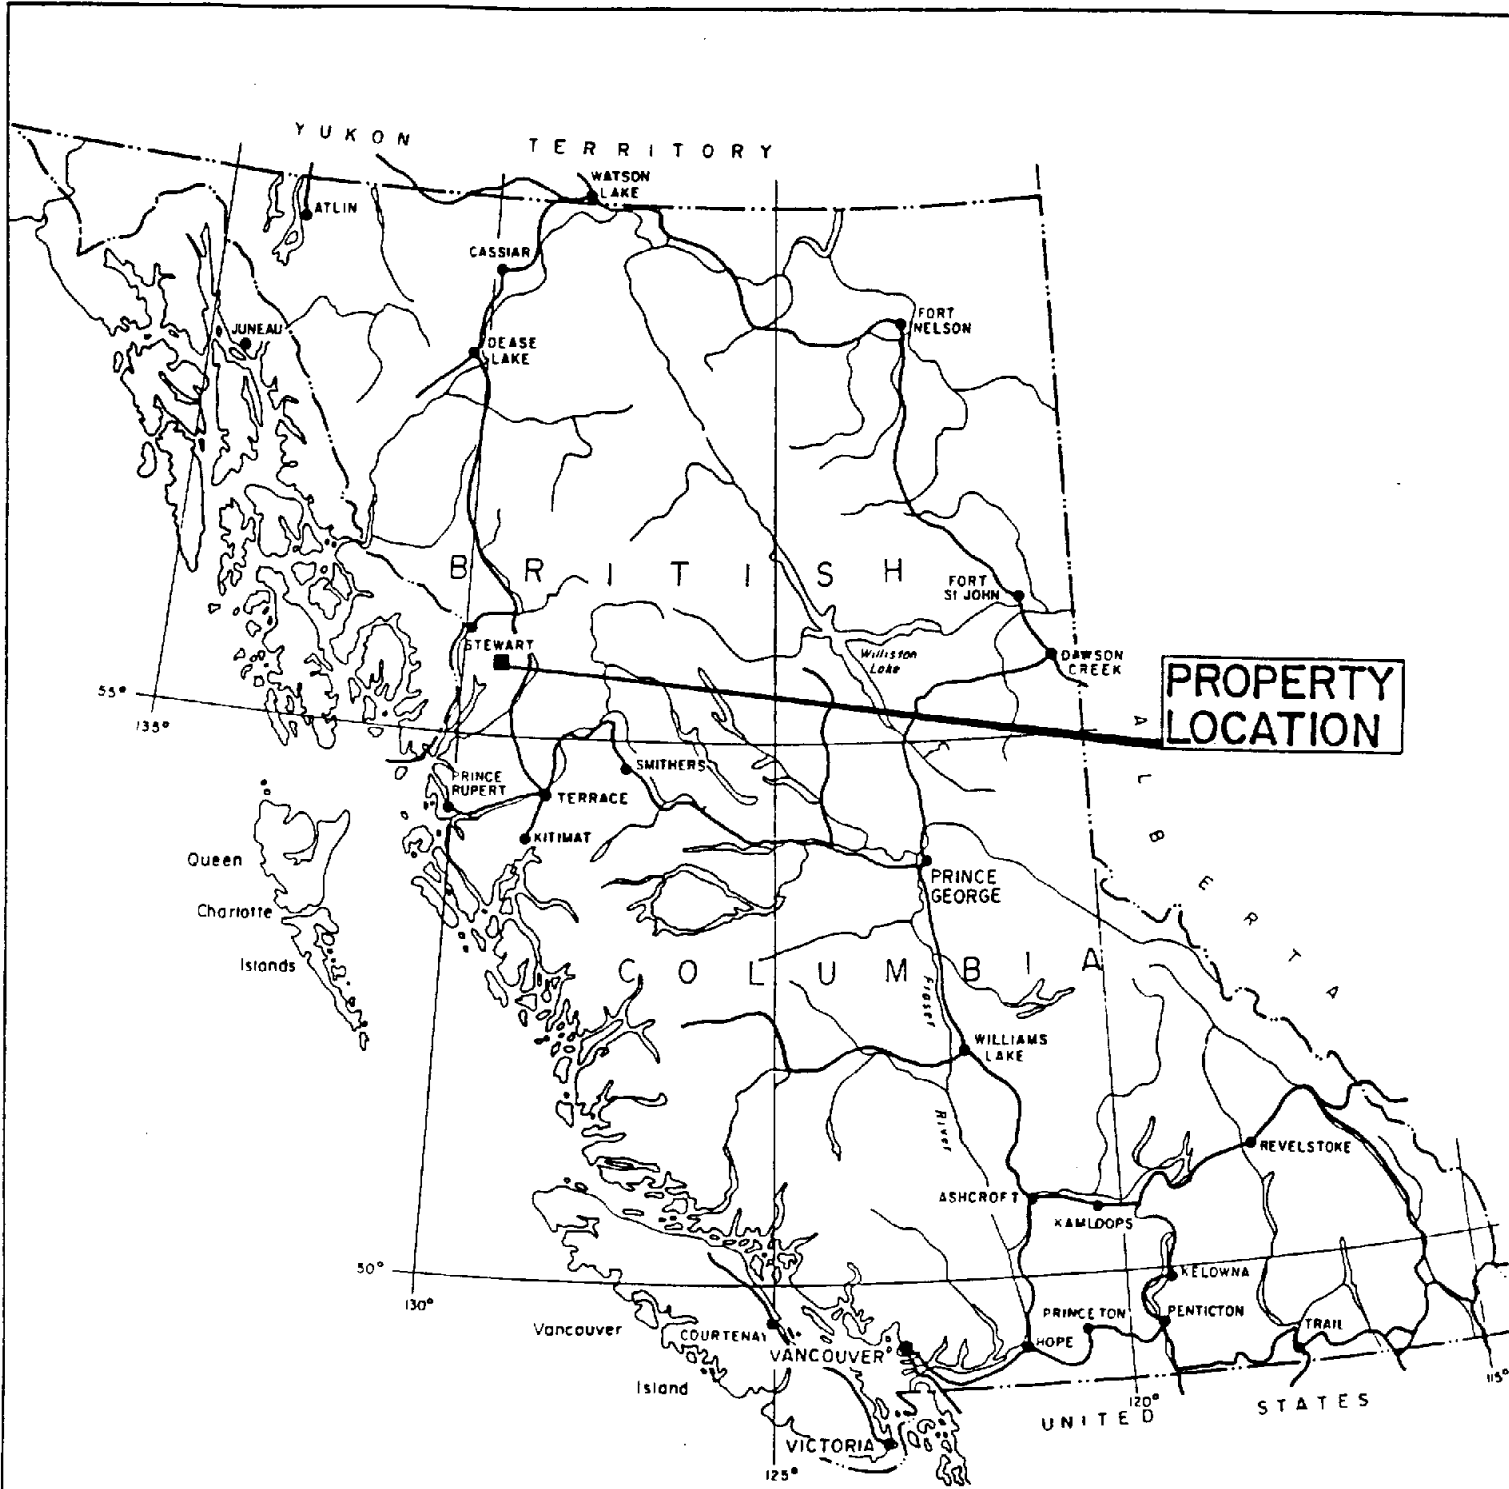 YUKON TERRITORY
WATSON
LAKE
ATLIN
CASSIAR
JUNEAU
DEASE
LAKE
FORT
NELSON
BRITISH
FORT
St JOHN
STEWART
Williston
Lake
DAWSON
CREEK
PROPERTY
LOCATION
55°
135°
ALBERTA
PRINCE
RUPERT
SMITHERS
TERRACE
KITIMAT
Queen
Charlotte
Islands
PRINCE
GEORGE
COLUMBIA
Fraser
River
WILLIAMS
LAKE
REVELSTOKE
ASHCROFT
KAMLOOPS
50°
130°
KELOWNA
Vancouver
Island
COURTENAY
PRINCETON
PENTICTON
TRAIL
VANCOUVER
HOPE
115°
120°
UNITED STATES
VICTORIA
125°